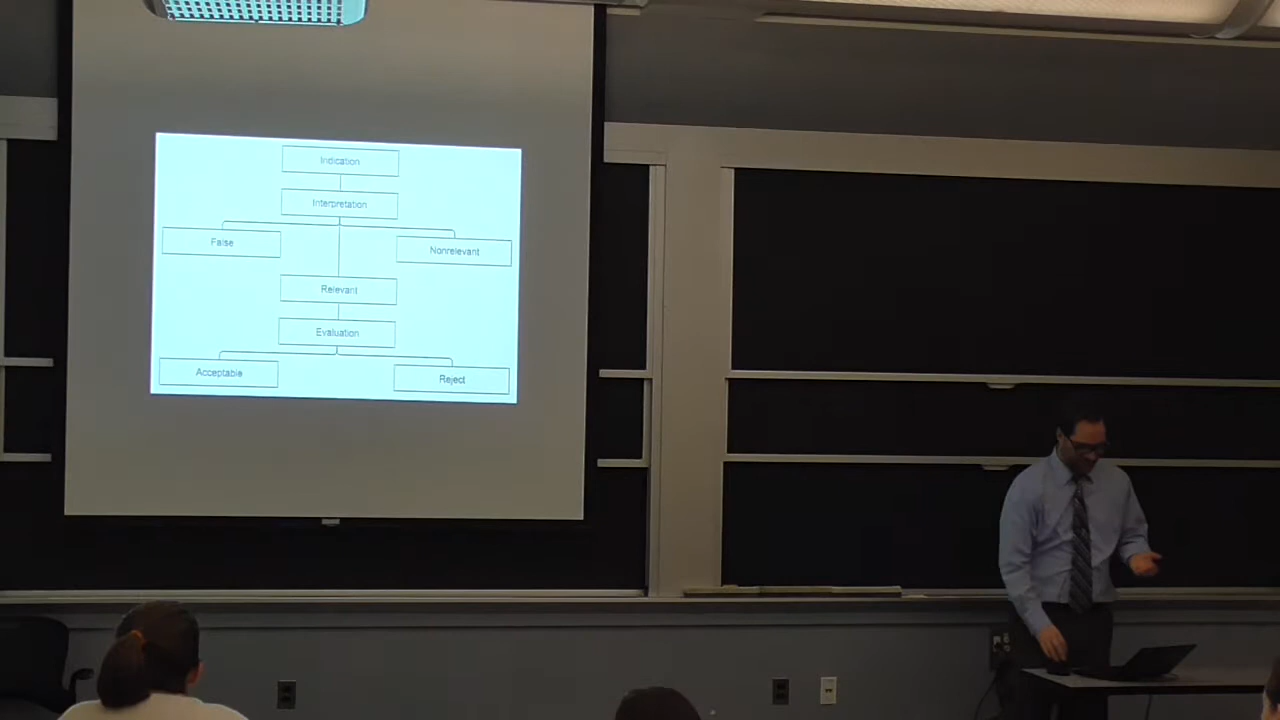 Indication
Interpretation
False
Nonrelevant
Relevant
Evaluation
Acceptable
Reject